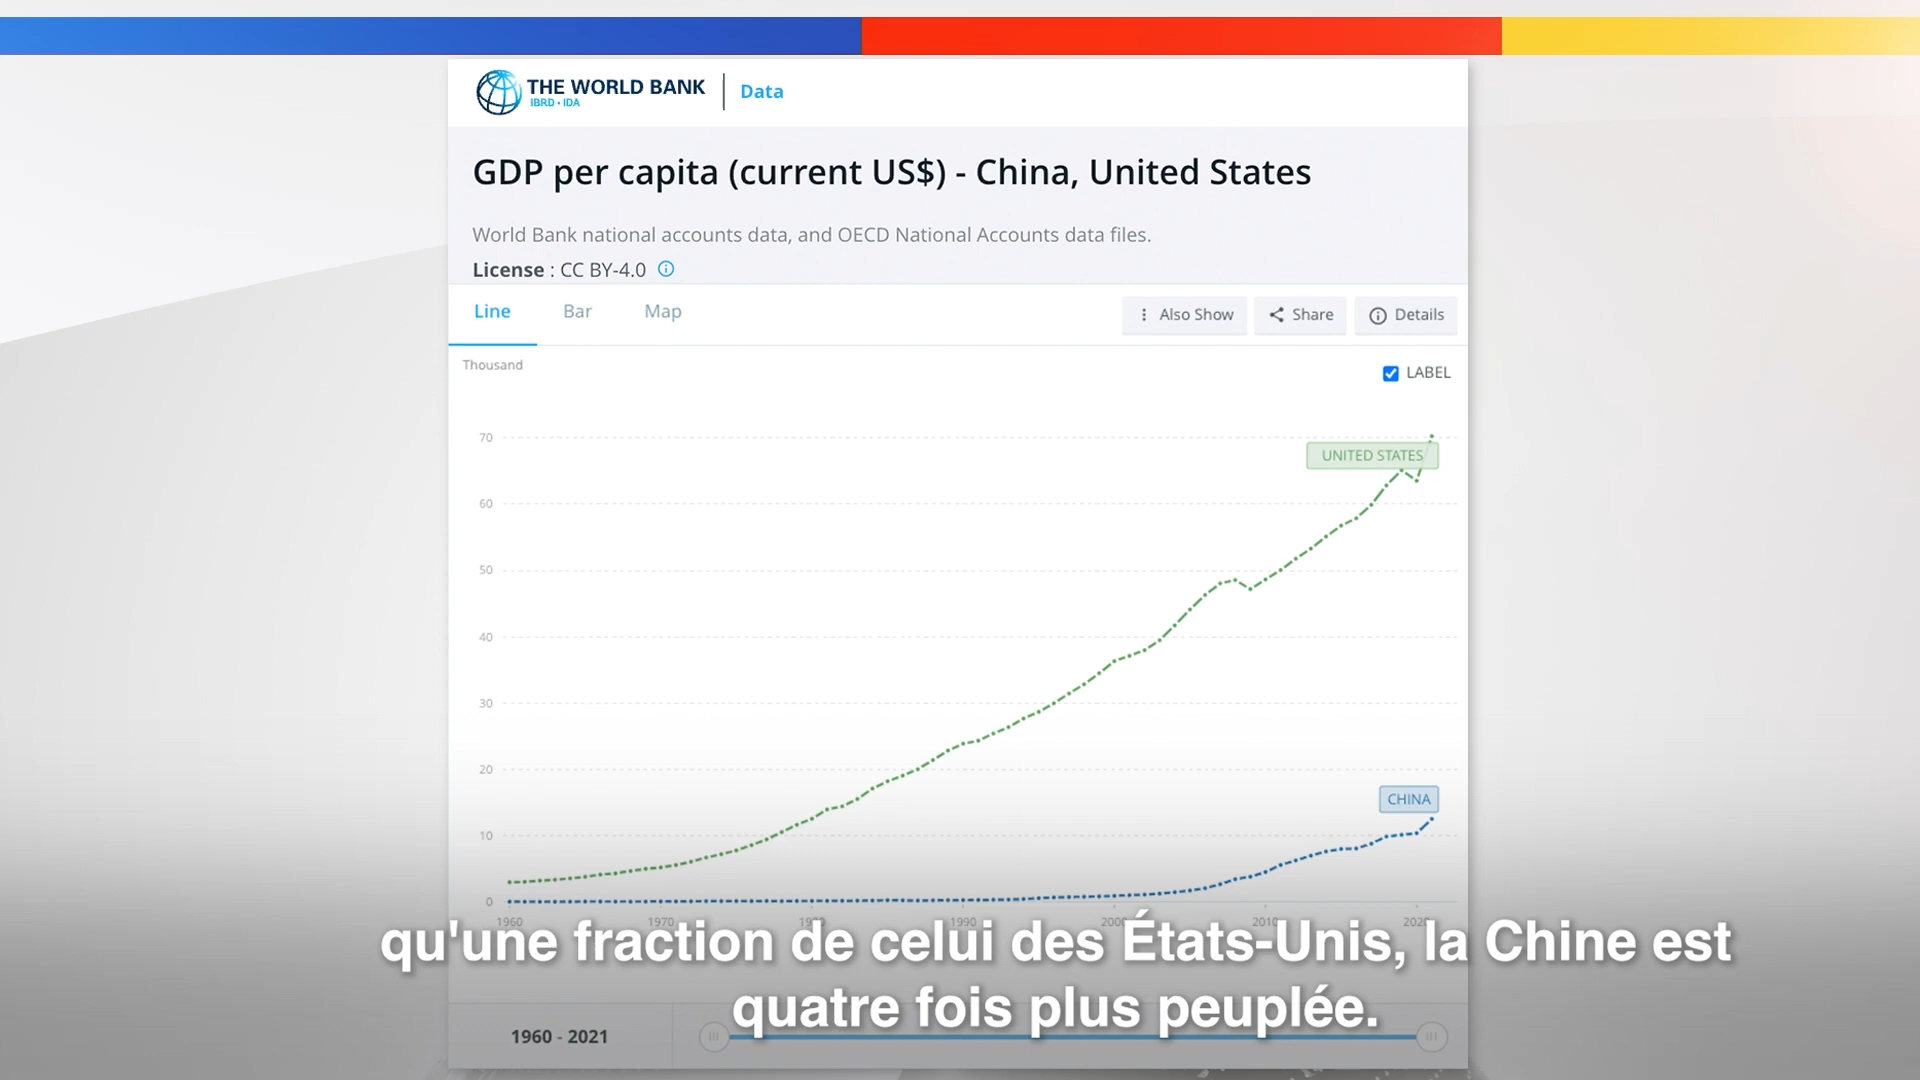 THE WORLD BANK
IBRD • IDA
Data
GDP per capita (current US$) - China, United States
World Bank national accounts data, and OECD National Accounts data files.
License : CC BY-4.0
Line Bar Map Also Show Share Details
Thousand
LABEL
70
UNITED STATES
60
50
40
30
20
CHINA
10
0
1960 1970 1990 2010
qu'une fraction de celui des États-Unis, la Chine est
quatre fois plus peuplée.
1960 - 2021